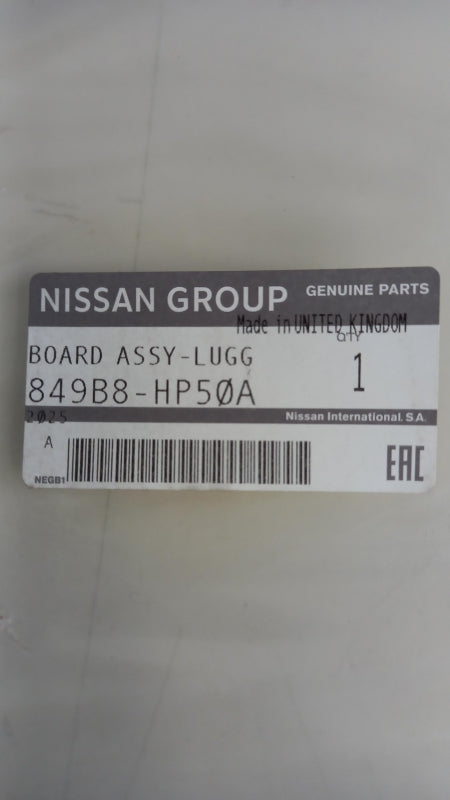 NISSAN GROUP GENUINE PARTS
Made in UNITED KINGDOM
QTY
BOARD ASSY-LUGG
849B8-HP50A 1
2025 Nissan International. S.A.
A
EAC
NEGB1